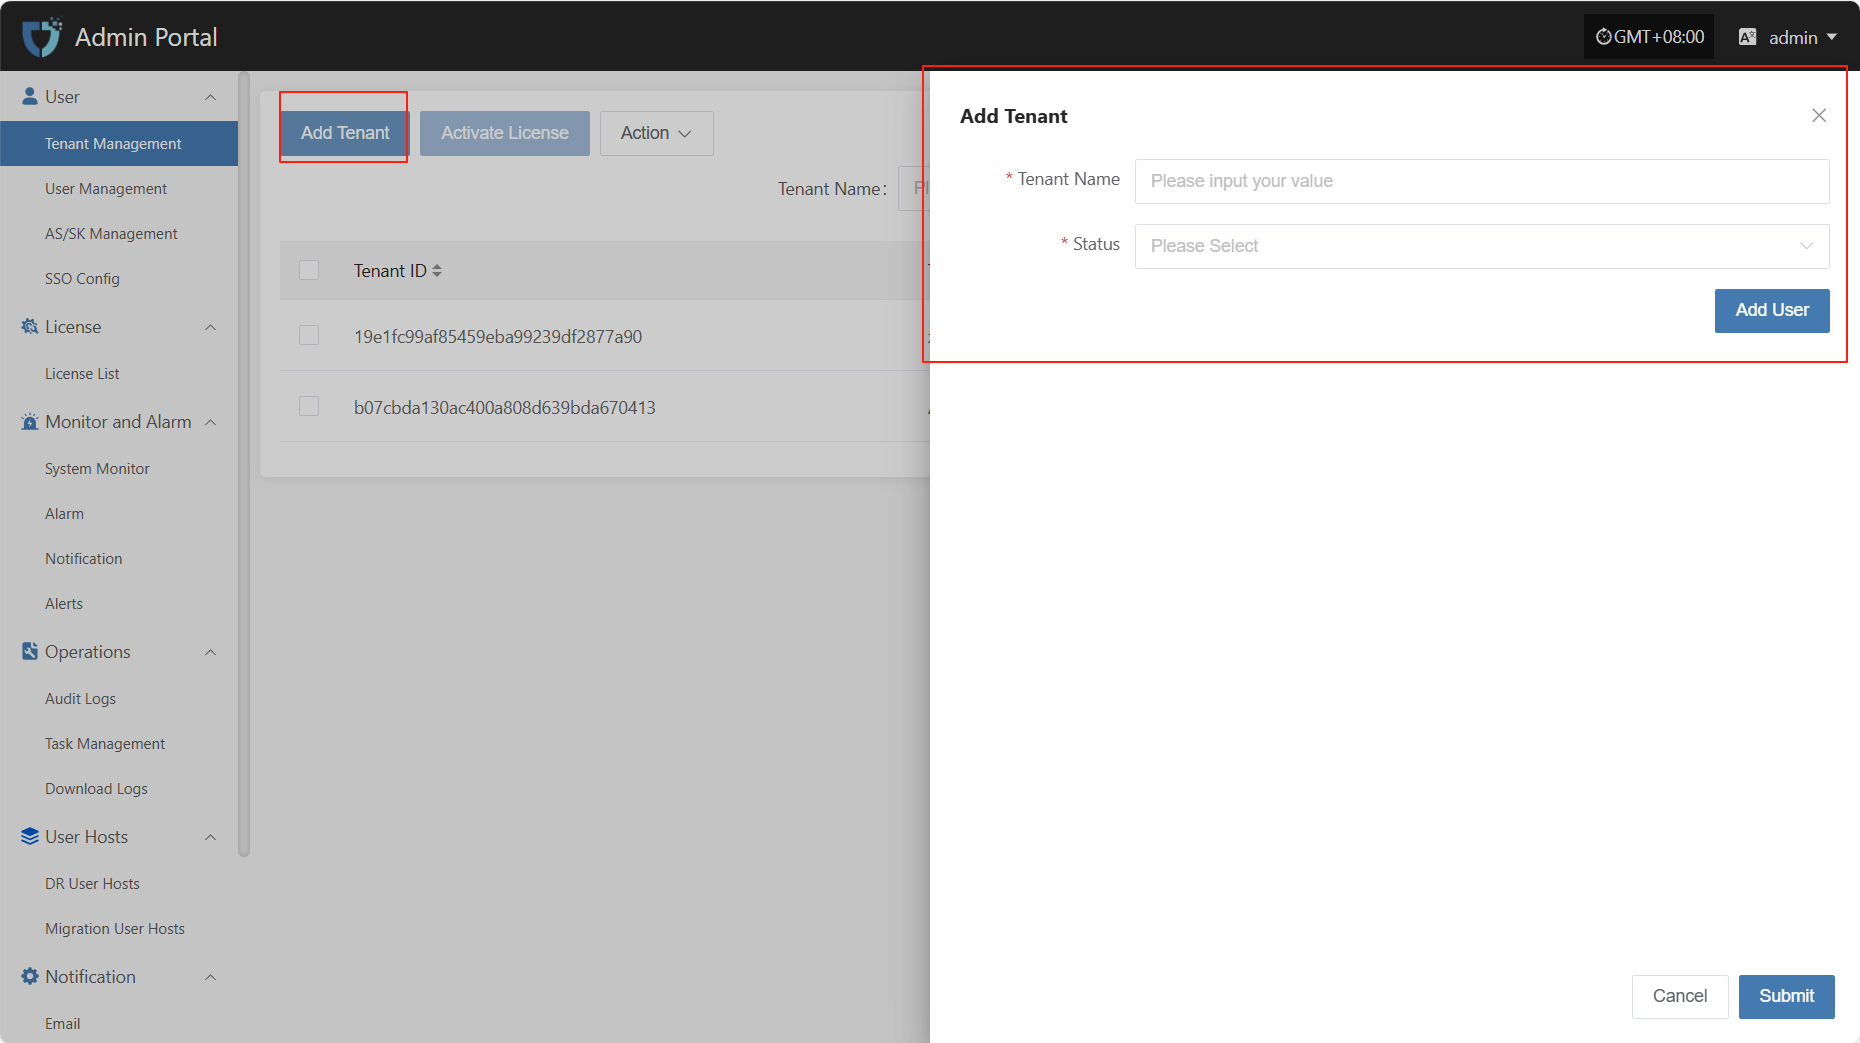 Admin Portal
GMT+08:00
admin
User
Tenant Management
User Management
AS/SK Management
SSO Config
License
License List
Monitor and Alarm
System Monitor
Alarm
Notification
Alerts
Operations
Audit Logs
Task Management
Download Logs
User Hosts
DR User Hosts
Migration User Hosts
Notification
Email
Add Tenant
Activate License
Action
Tenant Name:
Tenant ID
19e1fc99af85459eba99239df2877a90
b07cbda130ac400a808d639bda670413
Add Tenant
* Tenant Name
Please input your value
* Status
Please Select
Add User
Cancel
Submit